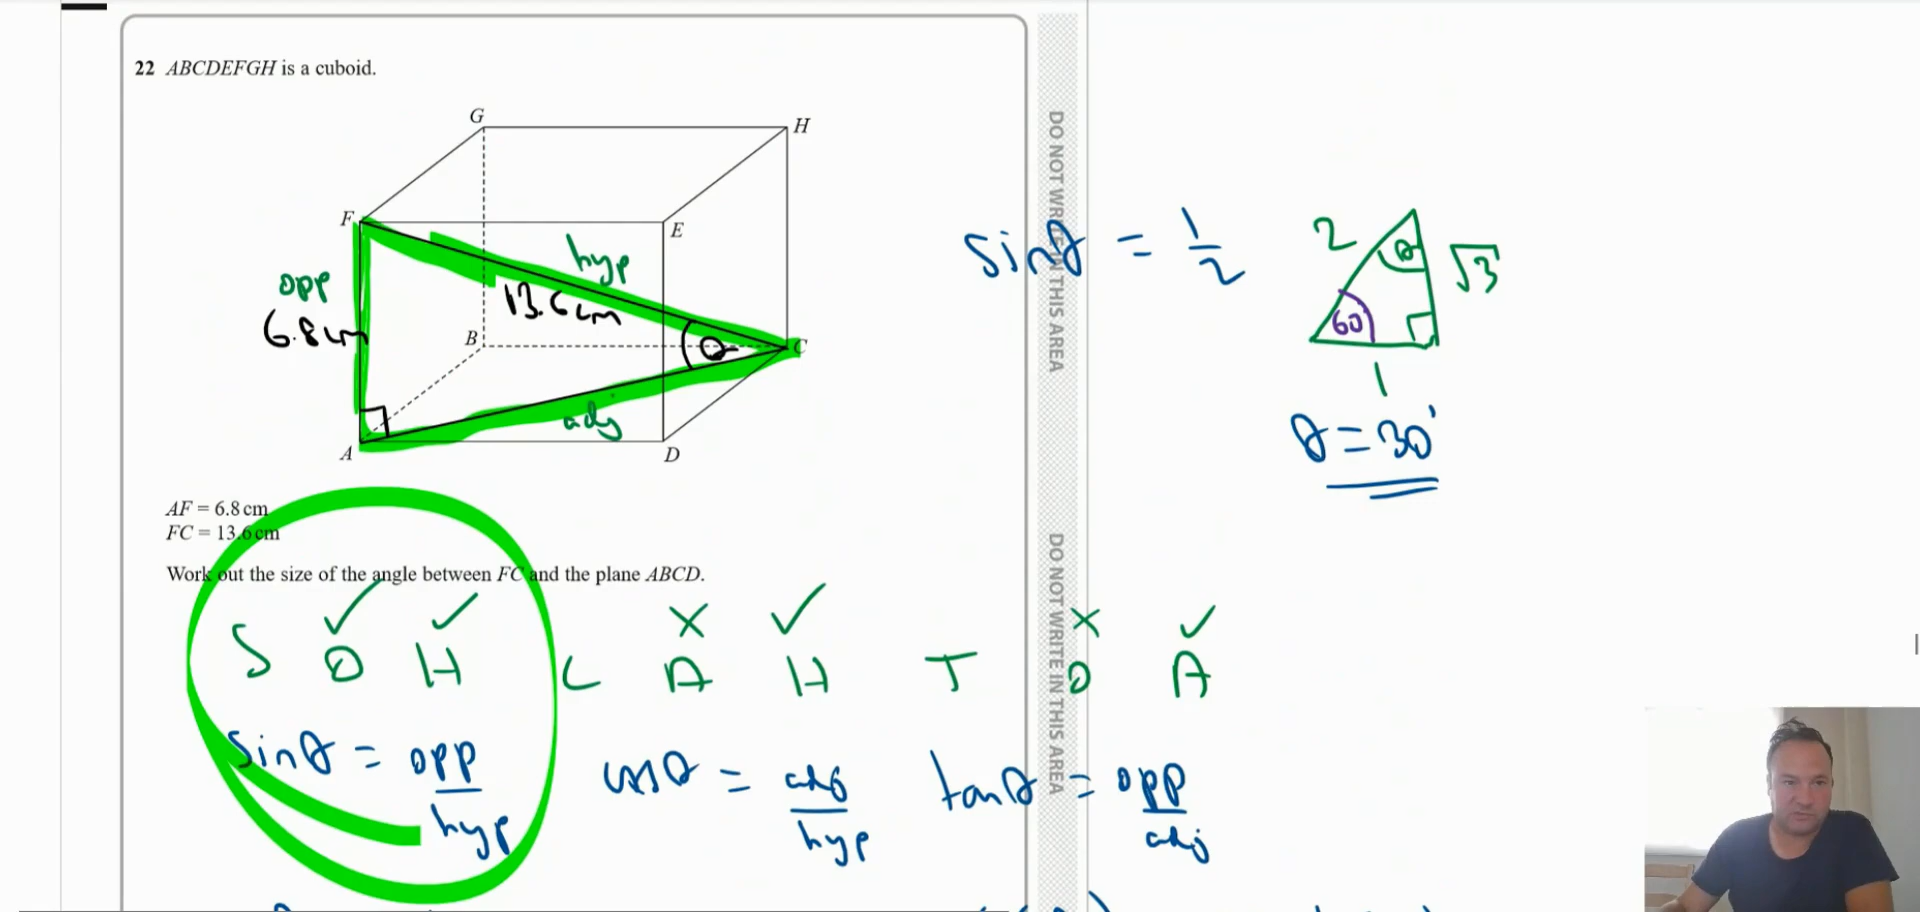 22 ABCDEFGH is a cuboid.
G
H
F
E
opp
6.8cm
hyp
13.6cm
B
θ
C
adj
A
D
sinθ = 1/2
2
θ
√3
60°
1
θ = 30°
AF = 6.8 cm
FC = 13.6 cm
Work out the size of the angle between FC and the plane ABCD.
✓ ✓ X ✓ X ✓
S O H C A H T O A
sinθ = opp/hyp
cosθ = adj/hyp
tanθ = opp/adj
DO NOT WRITE IN THIS AREA
DO NOT WRITE IN THIS AREA